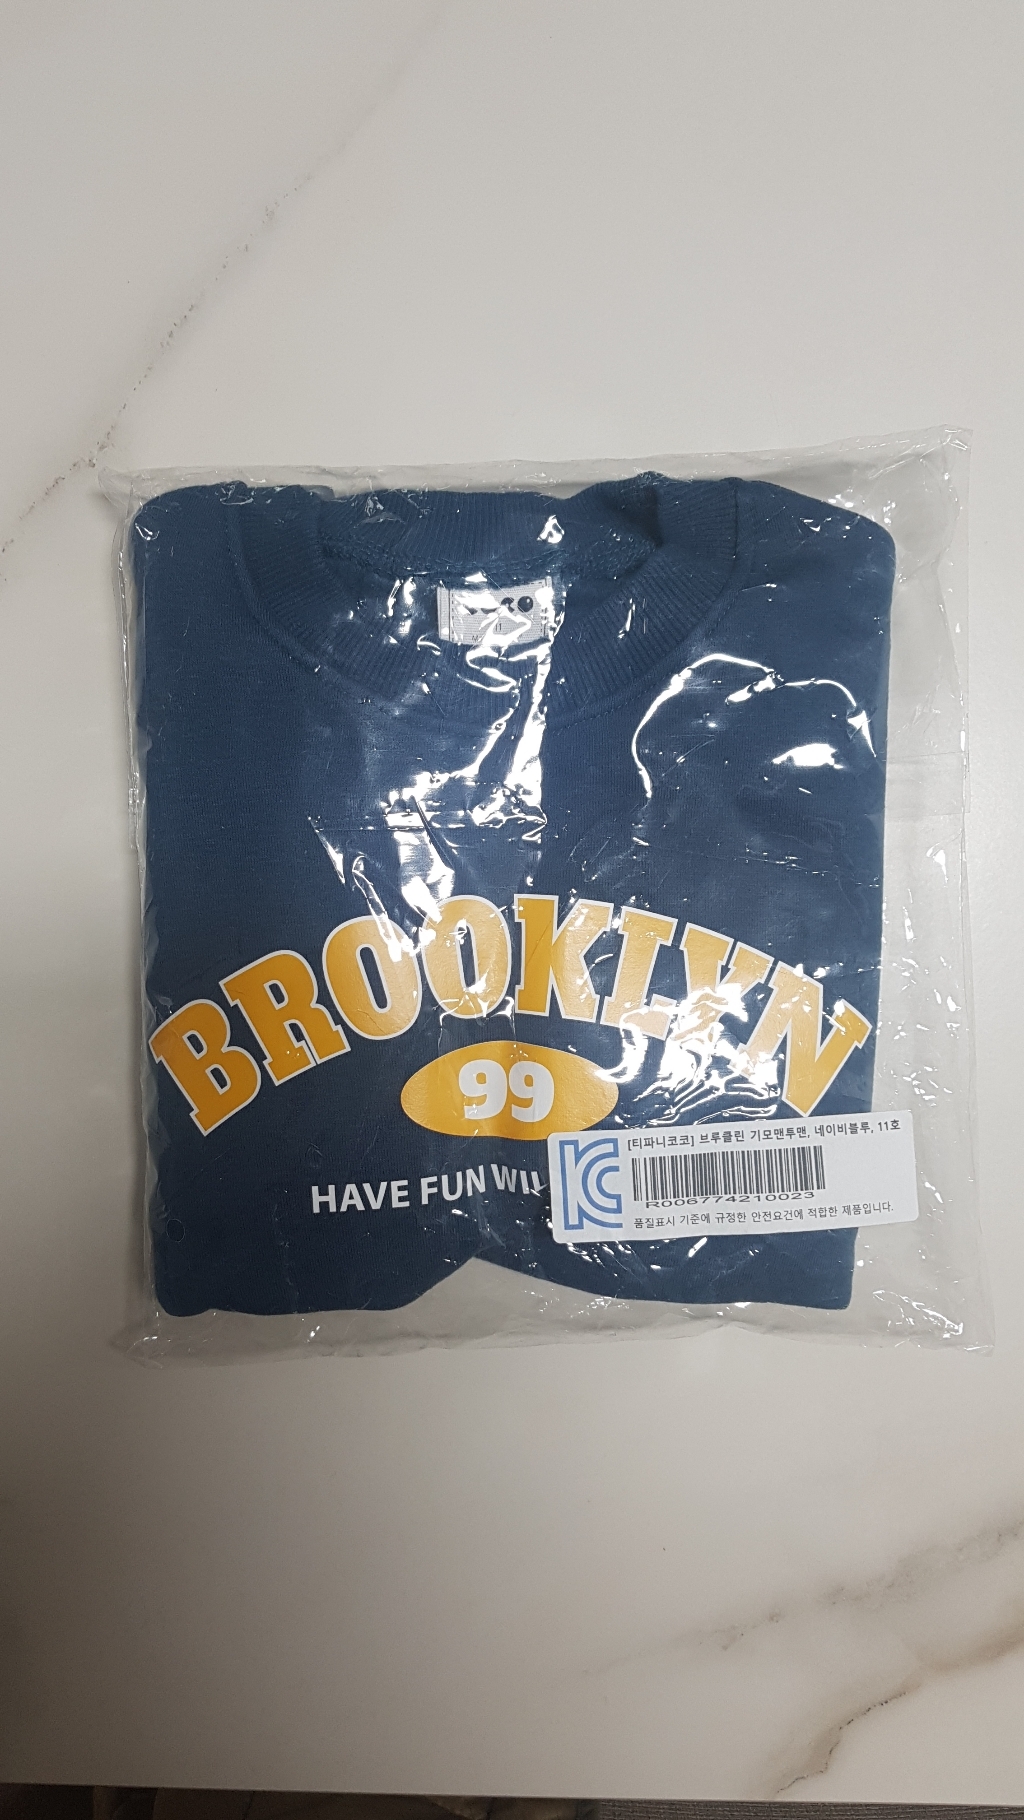 BROOKLYN
99
HAVE FUN
[티파니코코] 브루클린 기모맨투맨, 네이비블루, 11호
R006774210023
품질표시 기준에 규정한 안전요건에 적합한 제품입니다.